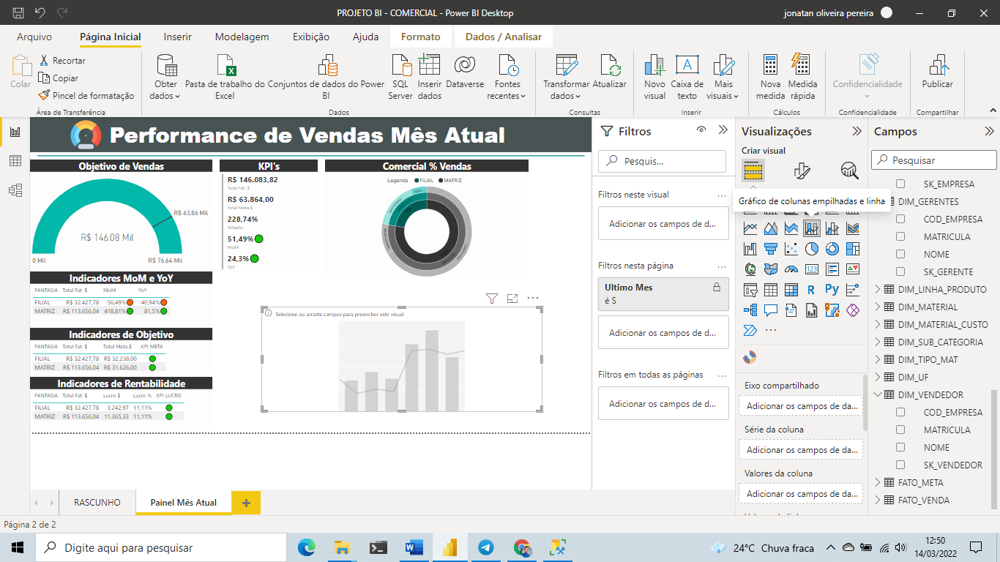 PROJETO BI - COMERCIAL - Power BI Desktop
jonatan oliveira pereira
Arquivo
Página Inicial
Inserir
Modelagem
Exibição
Ajuda
Formato
Dados / Analisar
Colar
Recortar
Copiar
Pincel de formatação
Área de Transferência
Obter dados
Pasta de trabalho do Excel
Conjuntos de dados do Power BI
SQL Server
Inserir dados
Dataverse
Fontes recentes
Dados
Transformar dados
Atualizar
Consultas
Novo visual
Caixa de texto
Mais visuais
Inserir
Nova medida
Medida rápida
Cálculos
Confidencialidade
Confidencialidade
Publicar
Compartilhar
Performance de Vendas Mês Atual
Objetivo de Vendas
R$ 63.86 Mil
R$ 146.08 Mil
0 Mil
R$ 76.64 Mil
KPI's
R$ 146.083,82
Total Fat. $
R$ 63.864,00
Total Meta.$
228,74%
%Realiz.
51,49%
MoM
24,3%
YoY
Comercial % Vendas
Legenda
FILIAL
MATRIZ
Indicadores MoM e YoY
FANTASIA Total Fat. $ MoM YoY
FILIAL R$ 32.427,78 -56,49% -40,94%
MATRIZ R$ 113.656,04 418,81% 81,5%
Indicadores de Objetivo
FANTASIA Total Fat. $ Total Meta.$ KPI META
FILIAL R$ 32.427,78 R$ 32.238,00
MATRIZ R$ 113.656,04 R$ 31.626,00
Indicadores de Rentabilidade
FANTASIA Total Fat. $ Lucro $ Lucro % KPI LUCRO
FILIAL R$ 32.427,78 3.242,97 11,11%
MATRIZ R$ 113.656,04 11.365,33 11,11%
Selecione ou arraste campos para preencher este visual
Filtros
Pesquis...
Filtros neste visual
Adicionar os campos de d...
Filtros nesta página
Ultimo Mes
é S
Adicionar os campos de d...
Filtros em todas as páginas
Adicionar os campos de d...
Visualizações
Criar visual
Gráfico de colunas empilhadas e linha
123
R
Py
Eixo compartilhado
Adicionar os campos de da...
Série da coluna
Adicionar os campos de da...
Valores da coluna
Adicionar os campos de da...
Campos
Pesquisar
SK_EMPRESA
DIM_GERENTES
COD_EMPRESA
MATRICULA
NOME
SK_GERENTE
DIM_LINHA_PRODUTO
DIM_MATERIAL
DIM_MATERIAL_CUSTO
DIM_SUB_CATEGORIA
DIM_TIPO_MAT
DIM_UF
DIM_VENDEDOR
COD_EMPRESA
MATRICULA
NOME
SK_VENDEDOR
FATO_META
FATO_VENDA
RASCUNHO
Painel Mês Atual
Página 2 de 2
Digite aqui para pesquisar
24°C Chuva fraca
12:50
14/03/2022